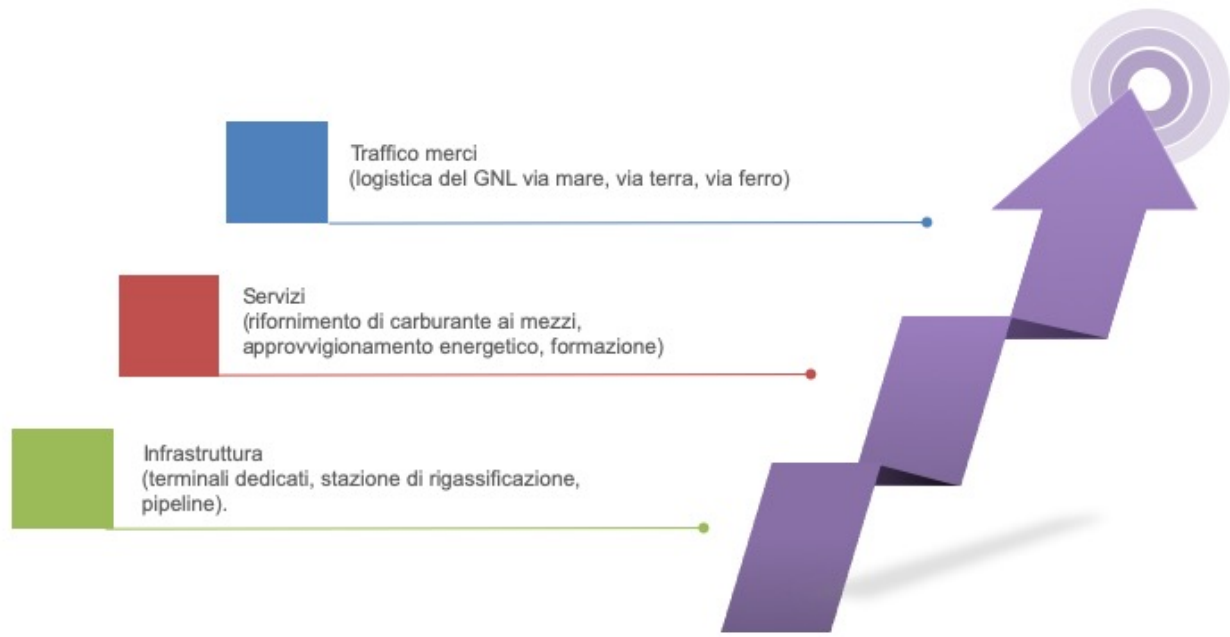 Traffico merci
(logistica del GNL via mare, via terra, via ferro)
Servizi
(rifornimento di carburante ai mezzi,
approvvigionamento energetico, formazione)
Infrastruttura
(terminali dedicati, stazione di rigassificazione,
pipeline).